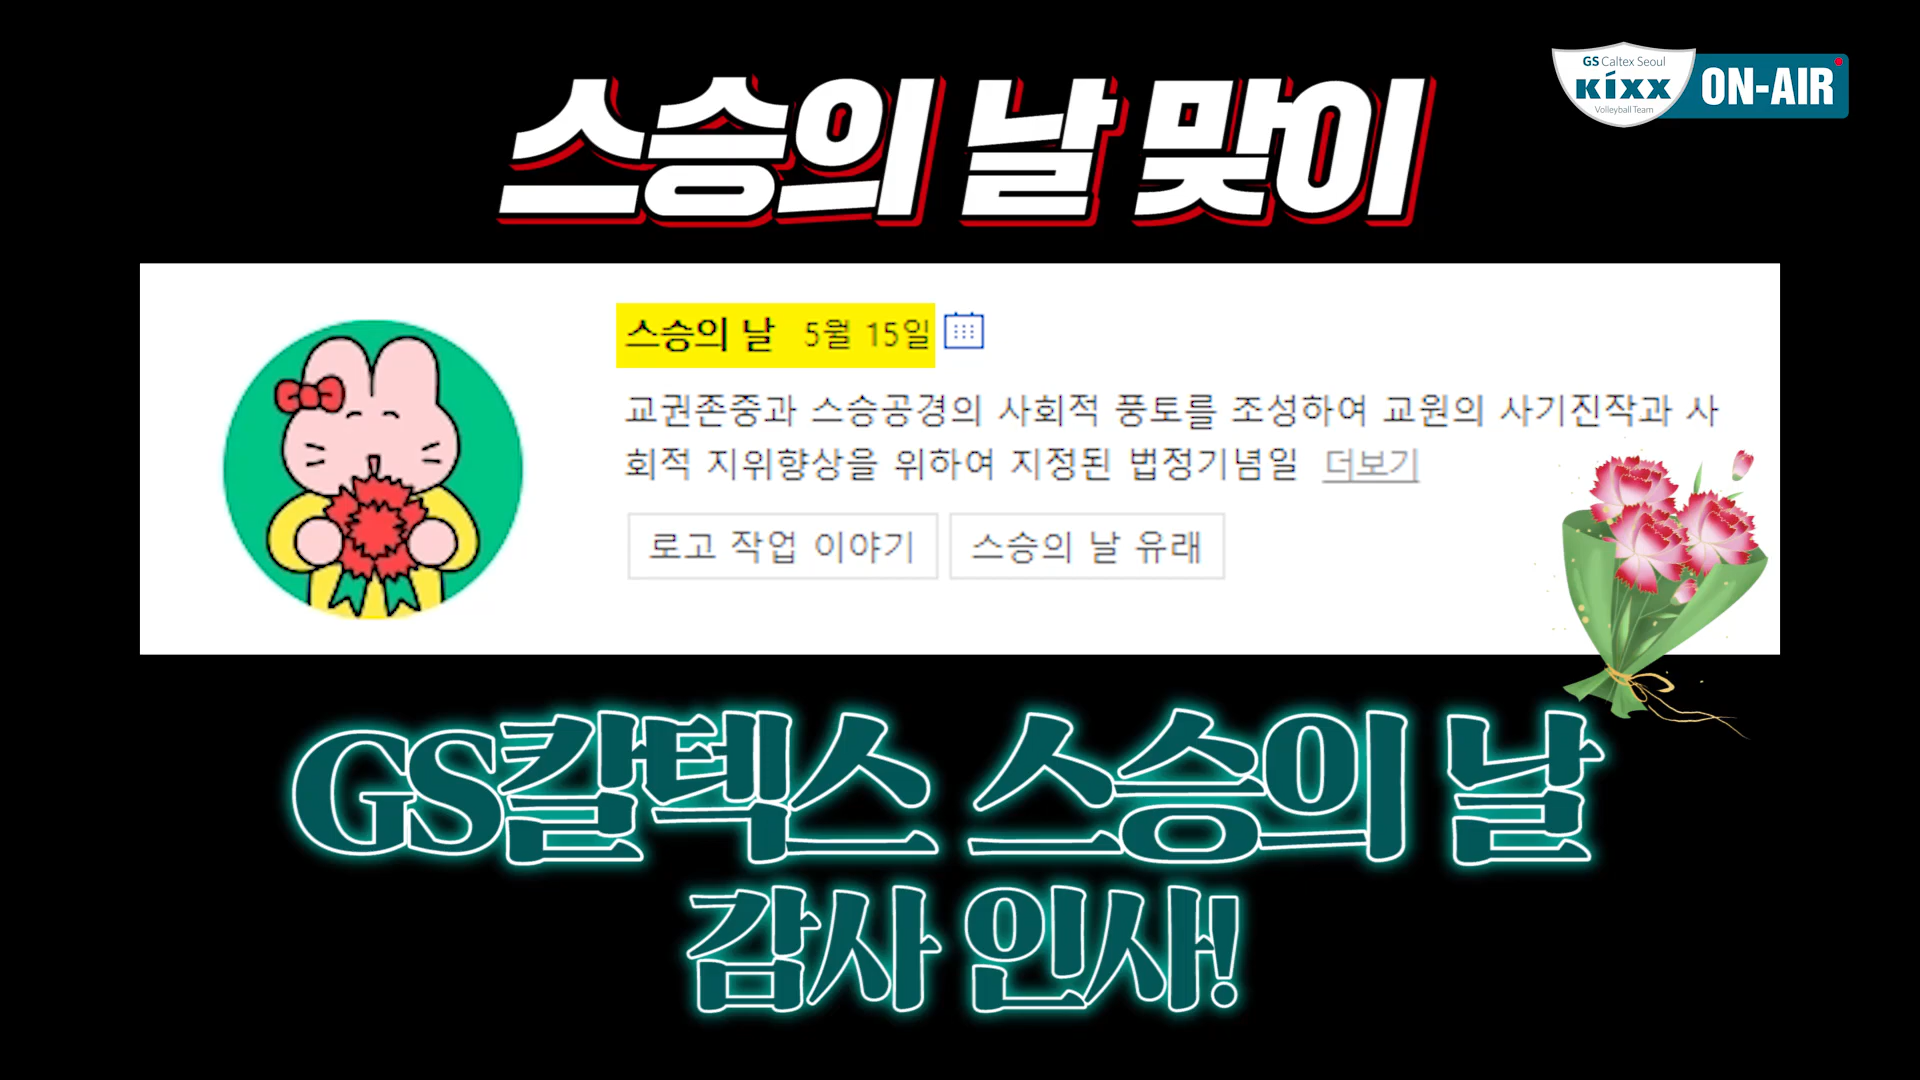 GS Caltex Seoul
KIXX
Volleyball Team
ON-AIR
스승의 날 맞이
스승의 날 5월 15일
교권존중과 스승공경의 사회적 풍토를 조성하여 교원의 사기진작과 사
회적 지위향상을 위하여 지정된 법정기념일 더보기
로고 작업 이야기
스승의 날 유래
GS칼텍스 스승의 날
감사 인사!